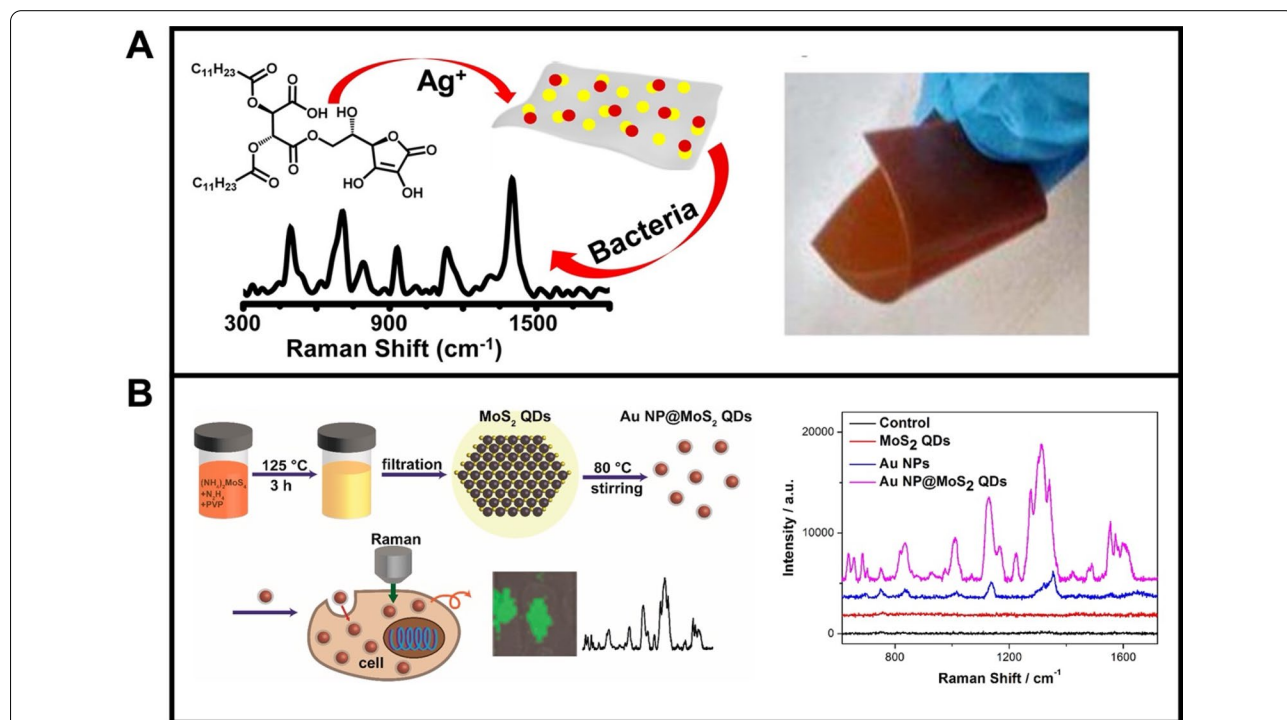 A
C₁₁H₂₃
O
O
O
OH
HO
O
O
O
O
O
O
C₁₁H₂₃
O
HO
OH
Ag⁺
Bacteria
300
900
1500
Raman Shift (cm⁻¹)
B
125 °C
3 h
(NH₄)₂MoS₄
+N₂H₄
+PVP
filtration
MoS₂ QDs
80 °C
stirring
Au NP@MoS₂ QDs
Raman
cell
Control
MoS₂ QDs
Au NPs
Au NP@MoS₂ QDs
20000
10000
0
Intensity / a.u.
800
1200
1600
Raman Shift / cm⁻¹